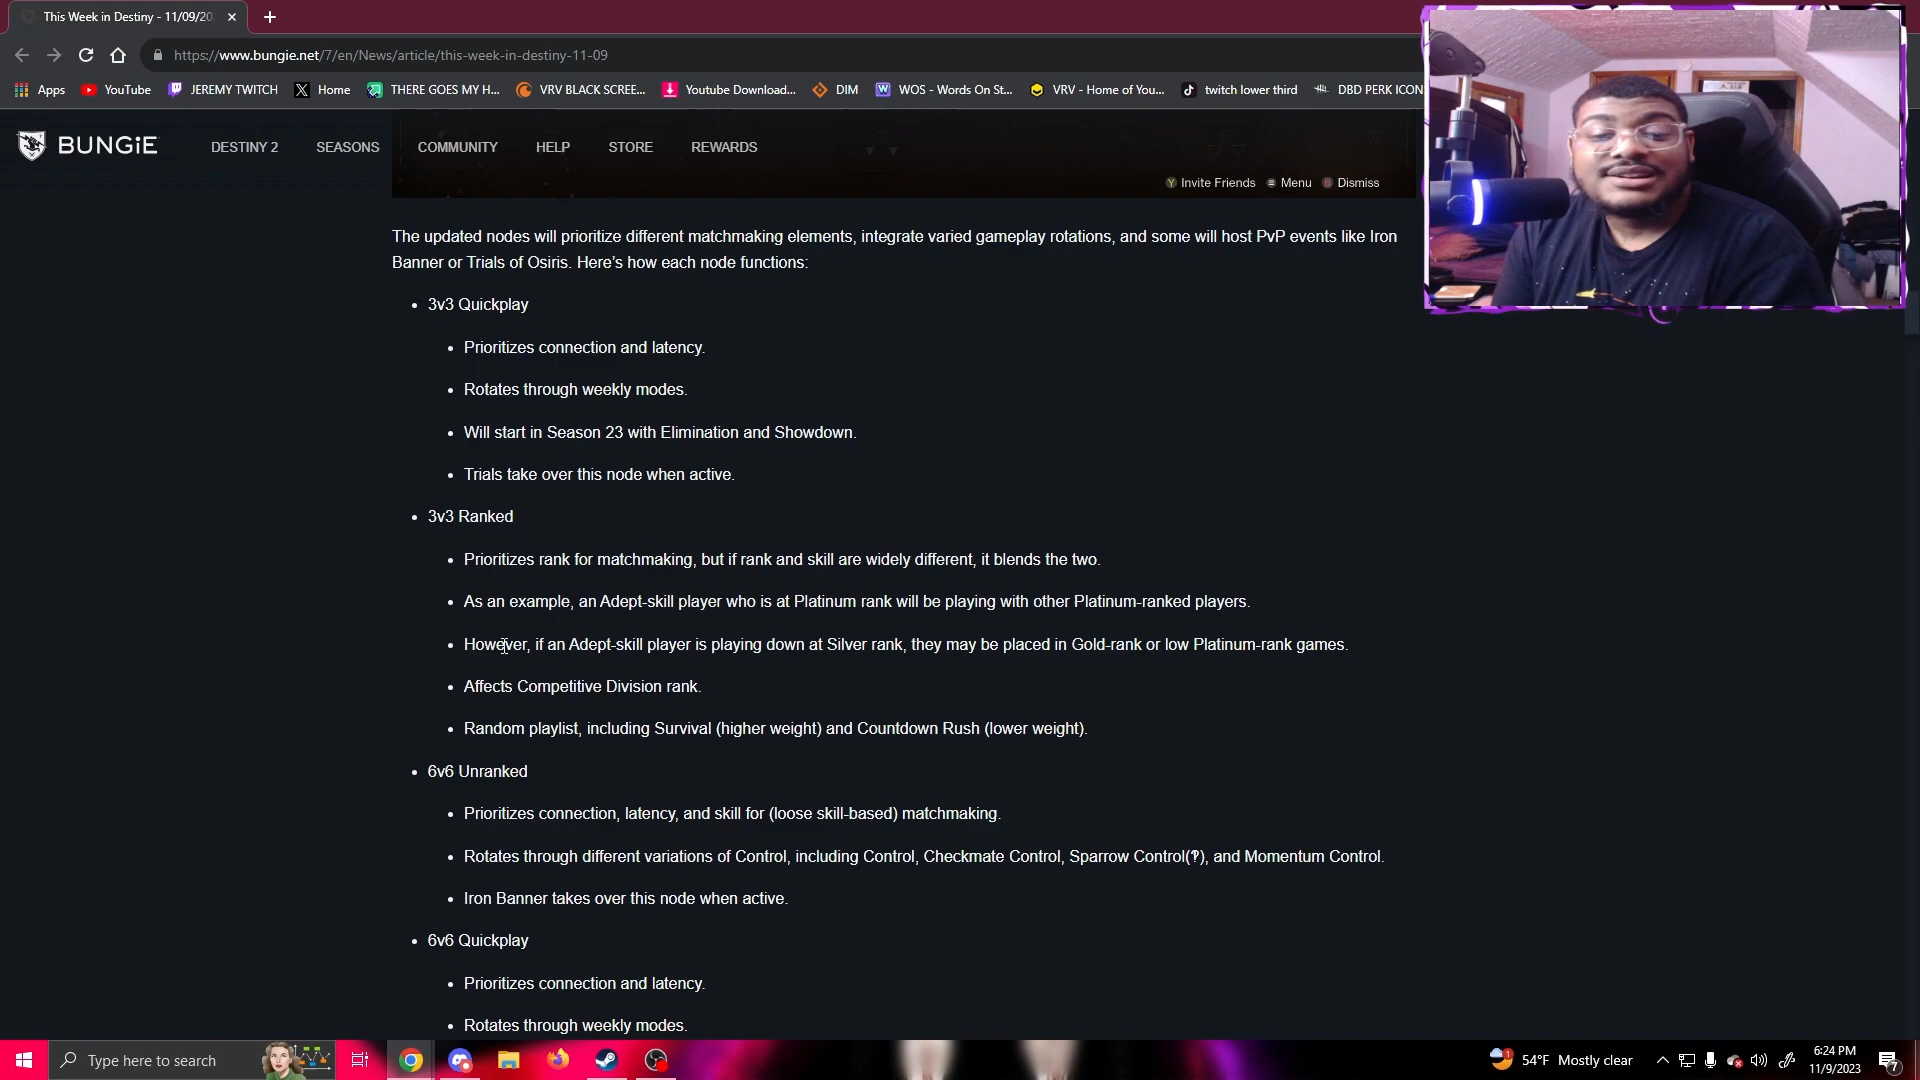 This Week in Destiny - 11/09/20
https://www.bungie.net/7/en/News/article/this-week-in-destiny-11-09
Apps YouTube JEREMY TWITCH Home THERE GOES MY H... VRV BLACK SCREE... Youtube Download... DIM WOS - Words On St... VRV - Home of You... twitch lower third DBD PERK ICON
BUNGiE DESTINY 2 SEASONS COMMUNITY HELP STORE REWARDS
Y Invite Friends Menu B Dismiss
The updated nodes will prioritize different matchmaking elements, integrate varied gameplay rotations, and some will host PvP events like Iron
Banner or Trials of Osiris. Here’s how each node functions:
• 3v3 Quickplay
• Prioritizes connection and latency.
• Rotates through weekly modes.
• Will start in Season 23 with Elimination and Showdown.
• Trials take over this node when active.
• 3v3 Ranked
• Prioritizes rank for matchmaking, but if rank and skill are widely different, it blends the two.
• As an example, an Adept-skill player who is at Platinum rank will be playing with other Platinum-ranked players.
• However, if an Adept-skill player is playing down at Silver rank, they may be placed in Gold-rank or low Platinum-rank games.
• Affects Competitive Division rank.
• Random playlist, including Survival (higher weight) and Countdown Rush (lower weight).
• 6v6 Unranked
• Prioritizes connection, latency, and skill for (loose skill-based) matchmaking.
• Rotates through different variations of Control, including Control, Checkmate Control, Sparrow Control(‽), and Momentum Control.
• Iron Banner takes over this node when active.
• 6v6 Quickplay
• Prioritizes connection and latency.
• Rotates through weekly modes.
Type here to search
54°F Mostly clear
6:24 PM
11/9/2023
7